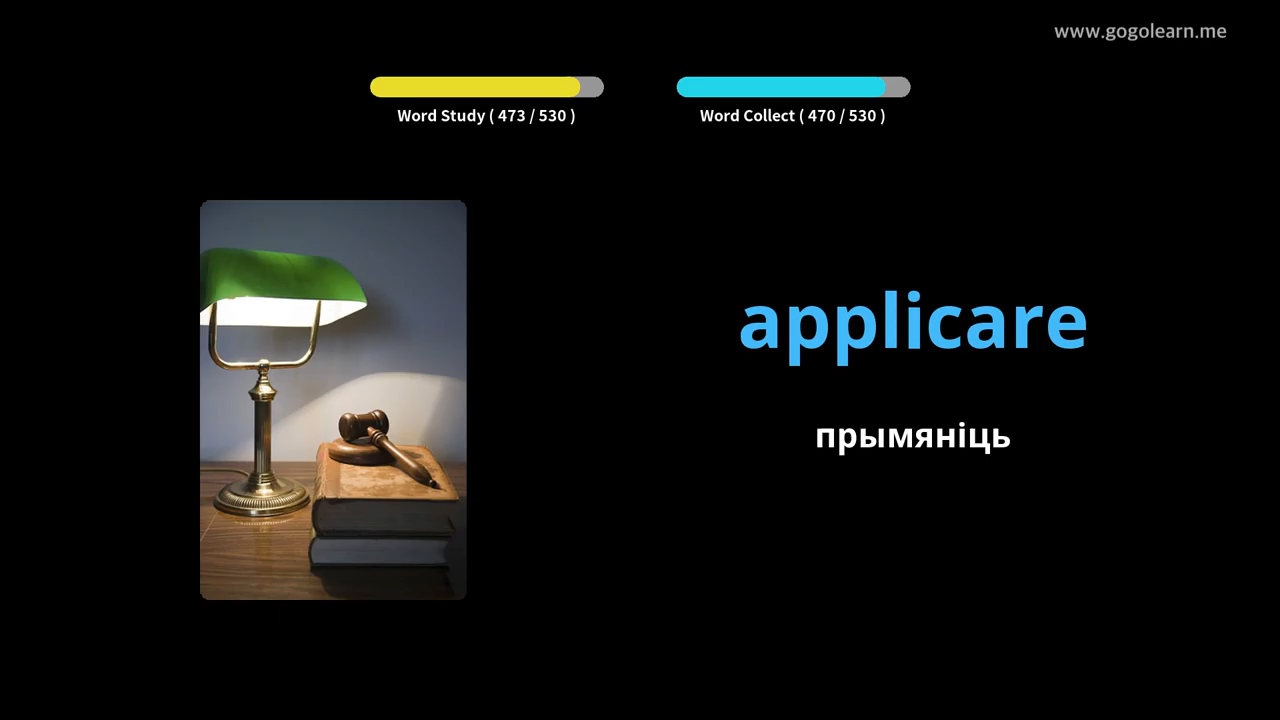 www.gogolearn.me
Word Study ( 473 / 530 )
Word Collect ( 470 / 530 )
applicare
прымяніць